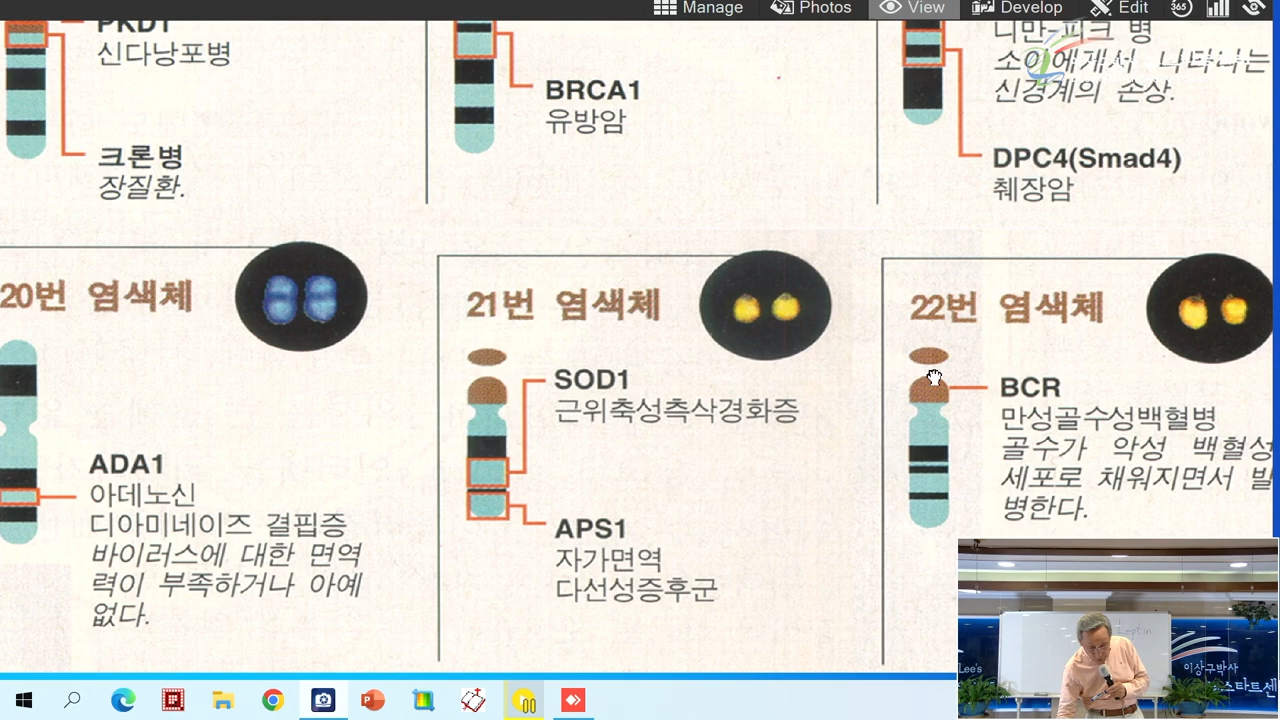 Manage
Photos
View
Develop
Edit
365
PKD1
신다낭포병
크론병
장질환.
BRCA1
유방암
니만-피크 병
소아에게서 나타나는
신경계의 손상.
DPC4(Smad4)
췌장암
20번 염색체
ADA1
아데노신
디아미네이즈 결핍증
바이러스에 대한 면역
력이 부족하거나 아예
없다.
21번 염색체
SOD1
근위축성측삭경화증
APS1
자가면역
다선성증후군
22번 염색체
BCR
만성골수성백혈병
골수가 악성 백혈성
세포로 채워지면서 발
병한다.
Lee's
이상구박사